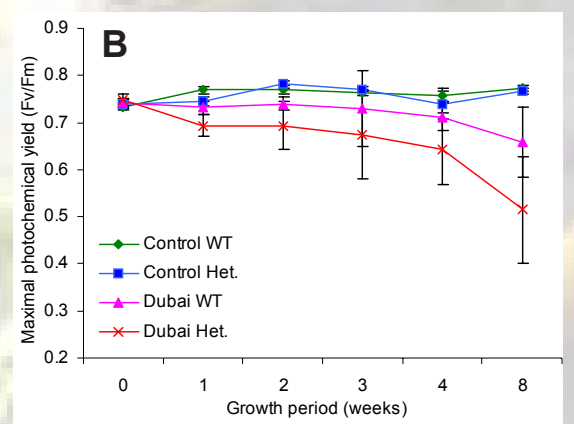 B
Maximal photochemical yield (Fv/Fm)
0.9
0.8
0.7
0.6
0.5
0.4
0.3
0.2
Control WT
Control Het.
Dubai WT
Dubai Het.
0 1 2 3 4 8
Growth period (weeks)